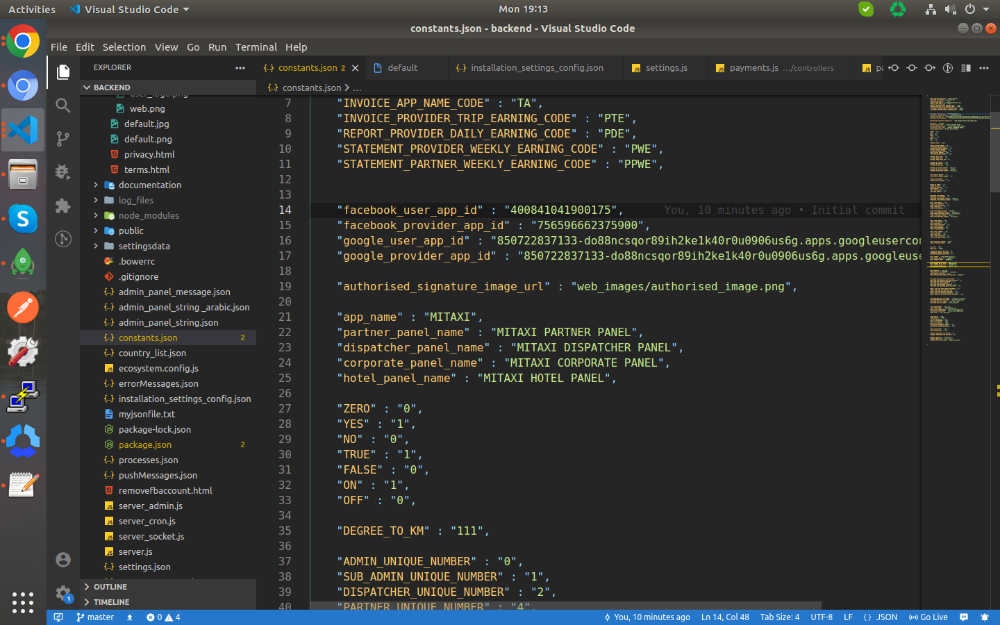 Activities
Visual Studio Code
Mon 19:13
constants.json - backend - Visual Studio Code
File Edit Selection View Go Run Terminal Help
EXPLORER
constants.json 2
default
installation_settings_config.json
settings.js
payments.js .../controllers
BACKEND
constants.json > ...
user_logo.png
web.png
default.jpg
default.png
privacy.html
terms.html
documentation
log_files
node_modules
public
settingsdata
.bowerrc
.gitignore
admin_panel_message.json
admin_panel_string _arabic.json
admin_panel_string.json
constants.json 2
country_list.json
ecosystem.config.js
errorMessages.json
installation_settings_config.json
myjsonfile.txt
package-lock.json
package.json 2
processes.json
pushMessages.json
removefbaccount.html
server_admin.js
server_cron.js
server_socket.js
server.js
settings.json
OUTLINE
TIMELINE
7 "INVOICE_APP_NAME_CODE" : "TA",
8 "INVOICE_PROVIDER_TRIP_EARNING_CODE" : "PTE",
9 "REPORT_PROVIDER_DAILY_EARNING_CODE" : "PDE",
10 "STATEMENT_PROVIDER_WEEKLY_EARNING_CODE" : "PWE",
11 "STATEMENT_PARTNER_WEEKLY_EARNING_CODE" : "PPWE",
12
13
14 "facebook_user_app_id" : "400841041900175", You, 10 minutes ago • Initial commit
15 "facebook_provider_app_id" : "756596662375900",
16 "google_user_app_id" : "850722837133-do88ncsqor89ih2ke1k40r0u0906us6g.apps.googleusercon
17 "google_provider_app_id" : "850722837133-do88ncsqor89ih2ke1k40r0u0906us6g.apps.googleuse
18
19 "authorised_signature_image_url" : "web_images/authorised_image.png",
20
21 "app_name" : "MITAXI",
22 "partner_panel_name" : "MITAXI PARTNER PANEL",
23 "dispatcher_panel_name" : "MITAXI DISPATCHER PANEL",
24 "corporate_panel_name" : "MITAXI CORPORATE PANEL",
25 "hotel_panel_name" : "MITAXI HOTEL PANEL",
26
27 "ZERO" : "0",
28 "YES" : "1",
29 "NO" : "0",
30 "TRUE" : "1",
31 "FALSE" : "0",
32 "ON" : "1",
33 "OFF" : "0",
34
35 "DEGREE_TO_KM" : "111",
36
37 "ADMIN_UNIQUE_NUMBER" : "0",
38 "SUB_ADMIN_UNIQUE_NUMBER" : "1",
39 "DISPATCHER_UNIQUE_NUMBER" : "2",
40 "PARTNER_UNIQUE_NUMBER" : "4",
1
master
0 4
You, 10 minutes ago
Ln 14, Col 48
Tab Size: 4
UTF-8
LF
{ } JSON
Go Live